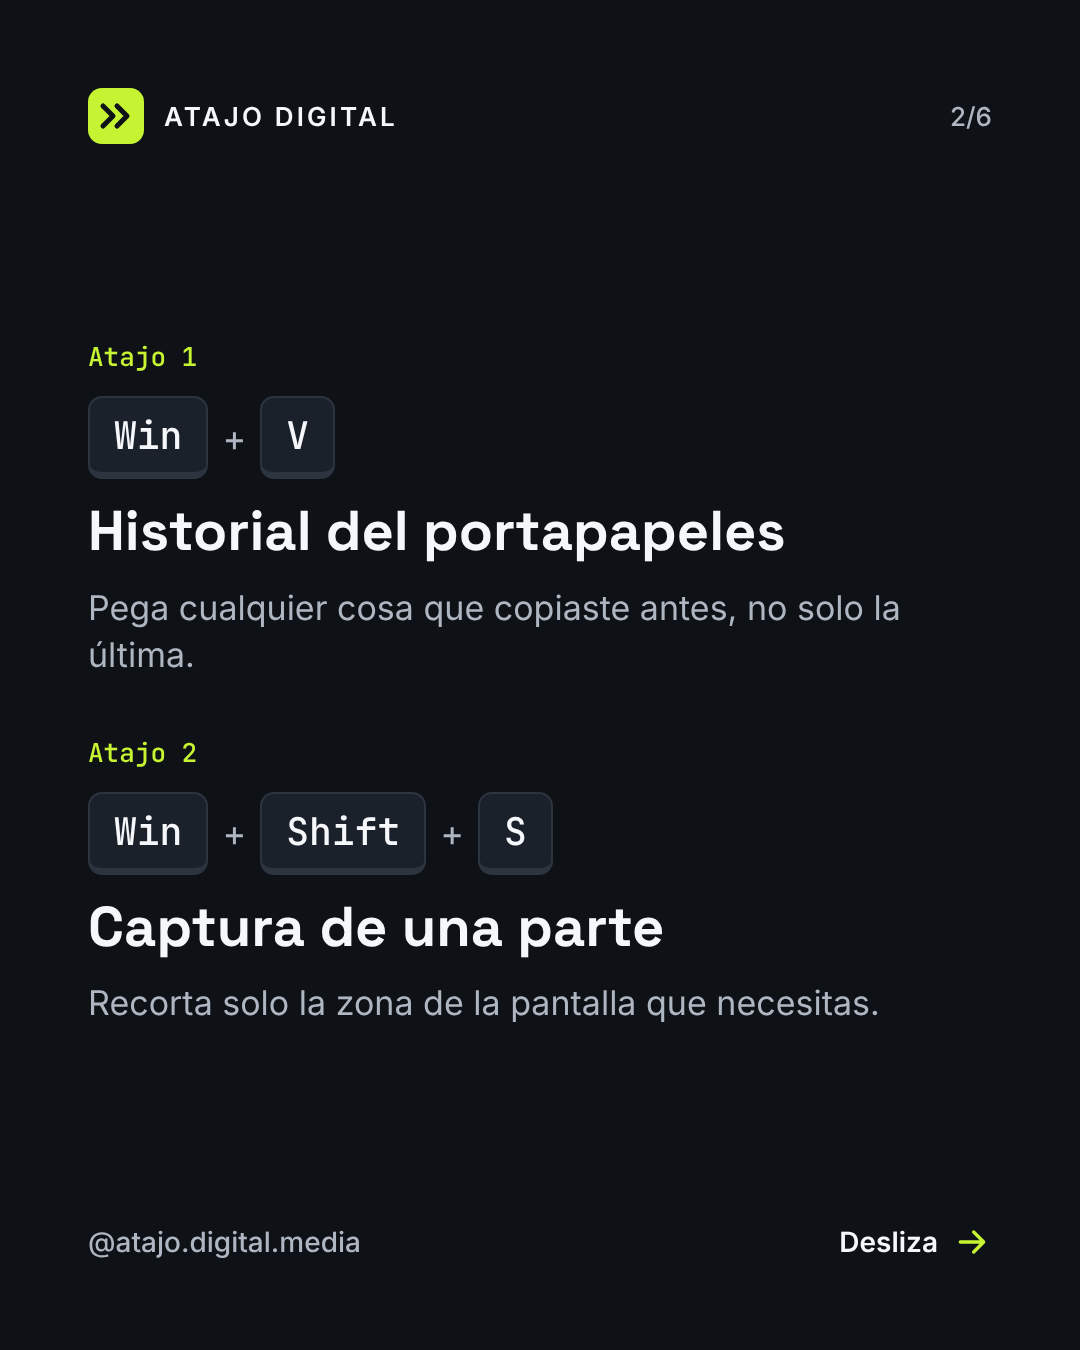 ATAJO DIGITAL
2/6
Atajo 1
Win + V
Historial del portapapeles
Pega cualquier cosa que copiaste antes, no solo la
última.
Atajo 2
Win + Shift + S
Captura de una parte
Recorta solo la zona de la pantalla que necesitas.
@atajo.digital.media
Desliza →